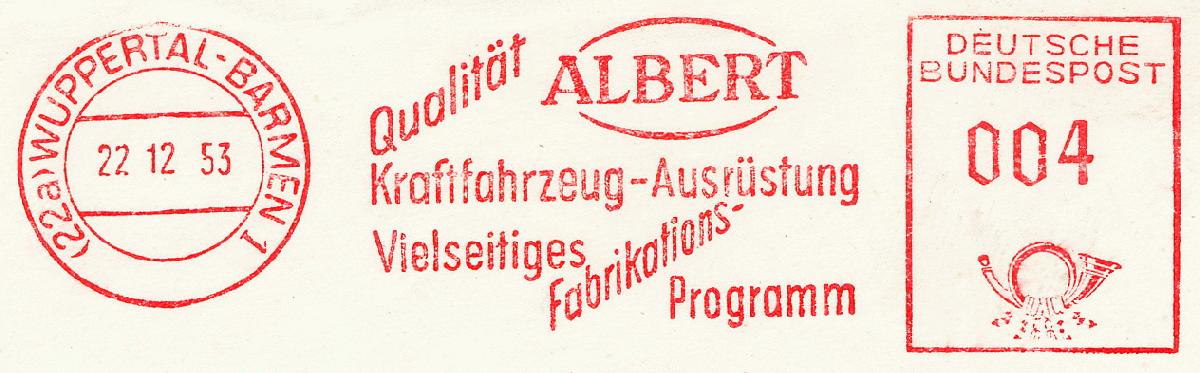 (22a) WUPPERTAL-BARMEN 1
22 12 53
Qualität
ALBERT
Kraftfahrzeug-Ausrüstung
Vielseitiges
Fabrikations-
Programm
DEUTSCHE
BUNDESPOST
004